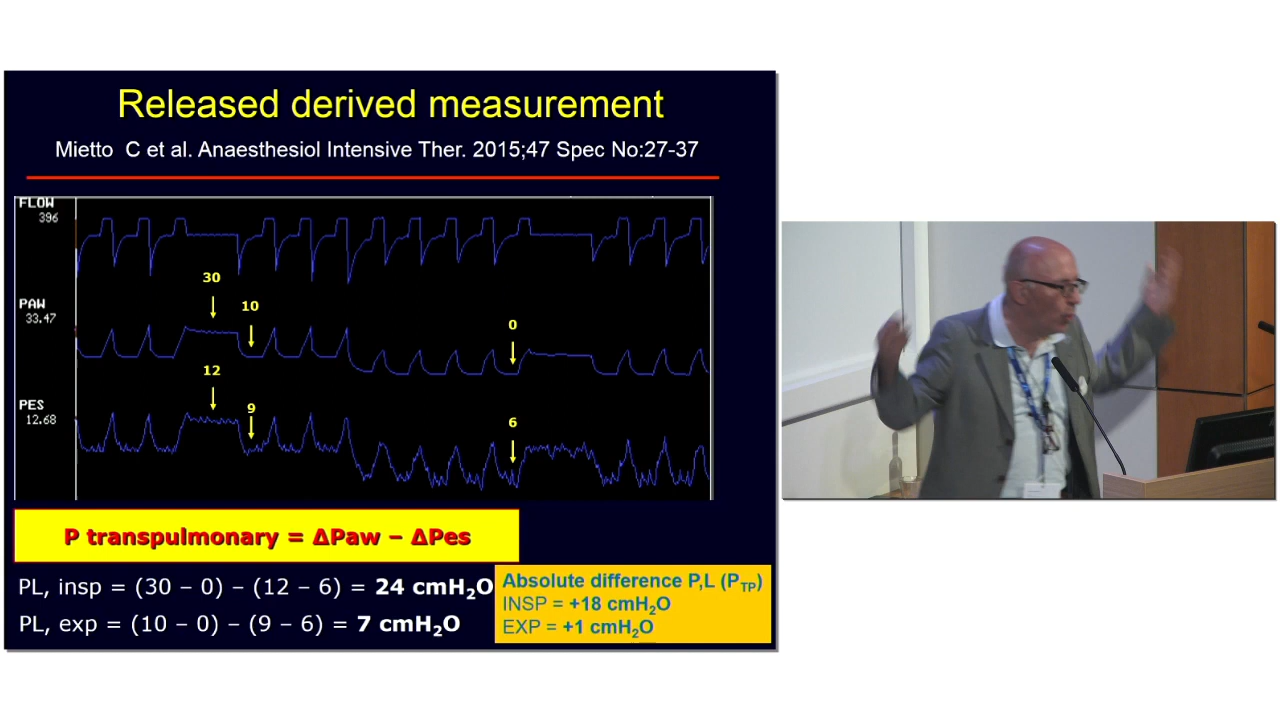 Released derived measurement
Mietto C et al. Anaesthesiol Intensive Ther. 2015;47 Spec No:27-37
FLOW
396
30
10
PAW
33.47
0
12
PES
12.68
9
6
P transpulmonary = ΔPaw – ΔPes
PL, insp = (30 – 0) – (12 – 6) = 24 cmH₂O
PL, exp = (10 – 0) – (9 – 6) = 7 cmH₂O
Absolute difference P,L (P_TP)
INSP = +18 cmH₂O
EXP = +1 cmH₂O